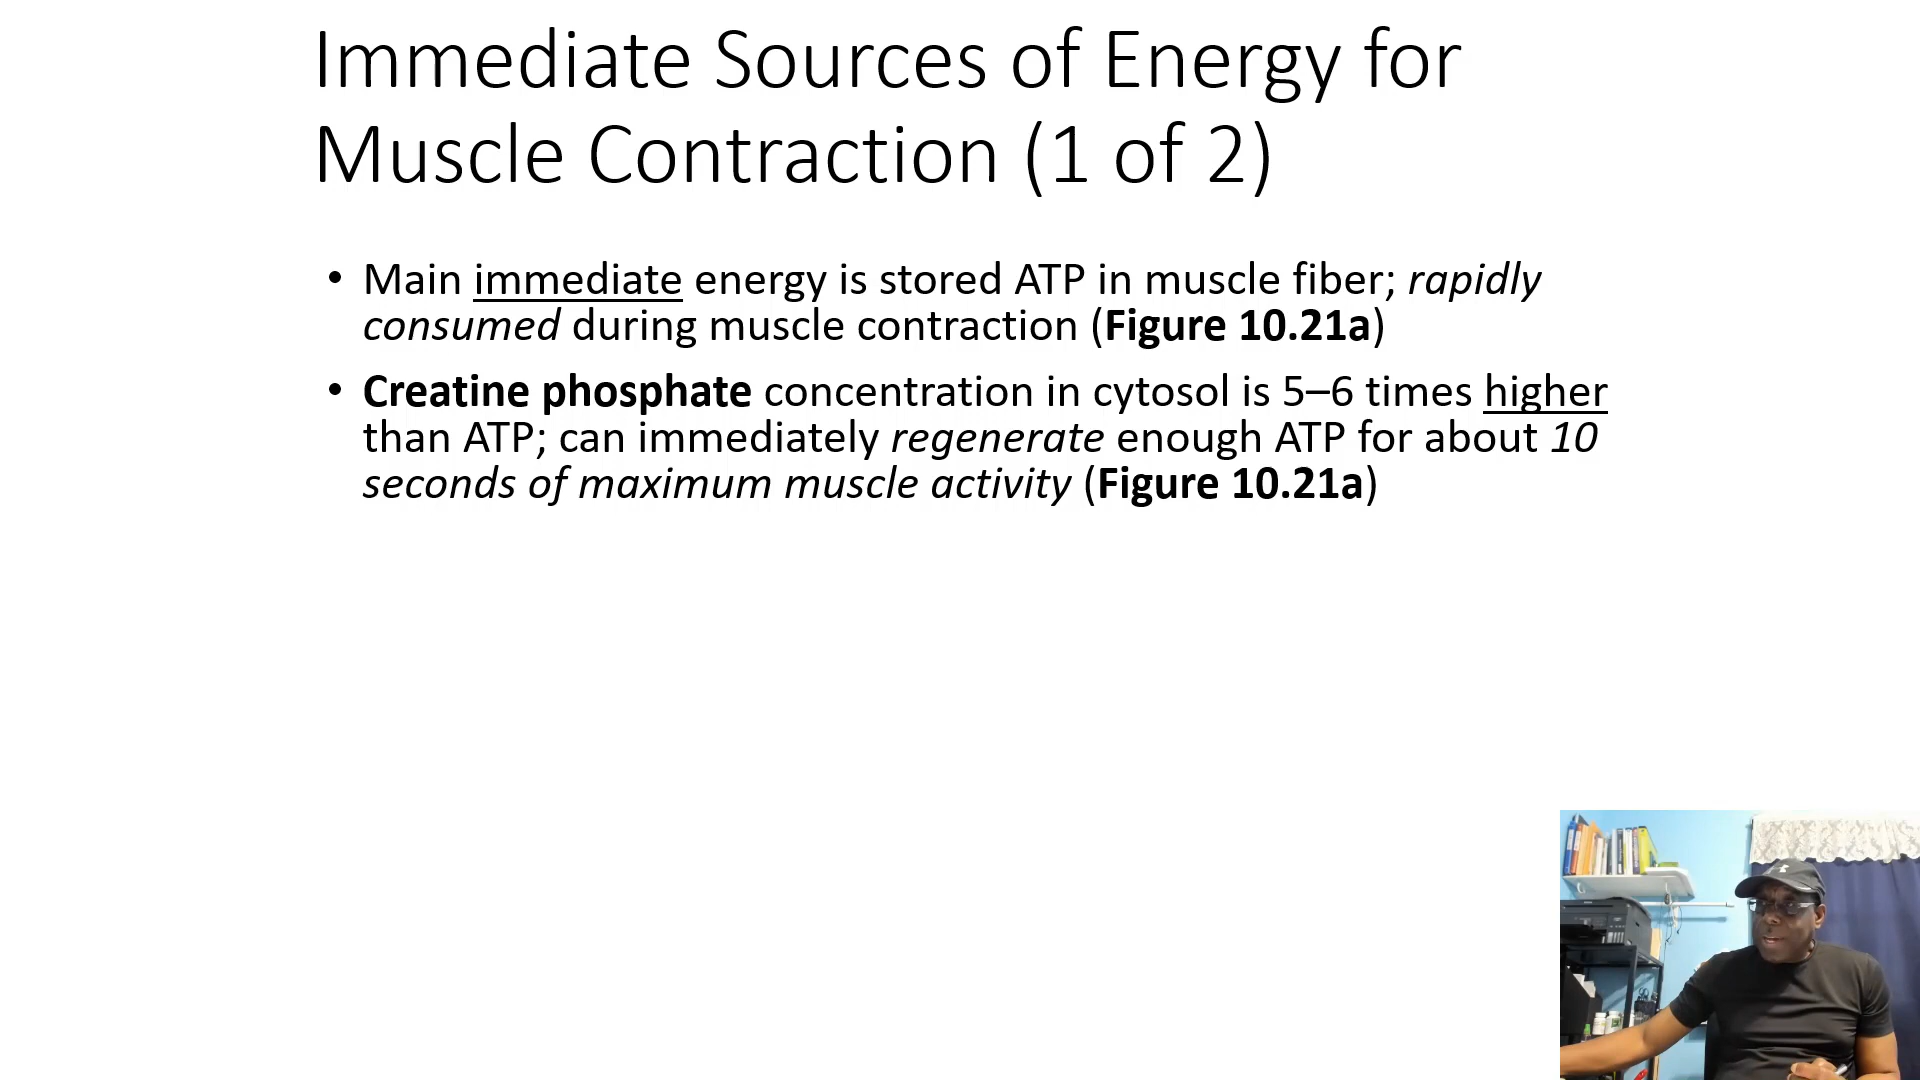 Immediate Sources of Energy for
Muscle Contraction (1 of 2)
• Main immediate energy is stored ATP in muscle fiber; rapidly
consumed during muscle contraction (Figure 10.21a)
• Creatine phosphate concentration in cytosol is 5–6 times higher
than ATP; can immediately regenerate enough ATP for about 10
seconds of maximum muscle activity (Figure 10.21a)